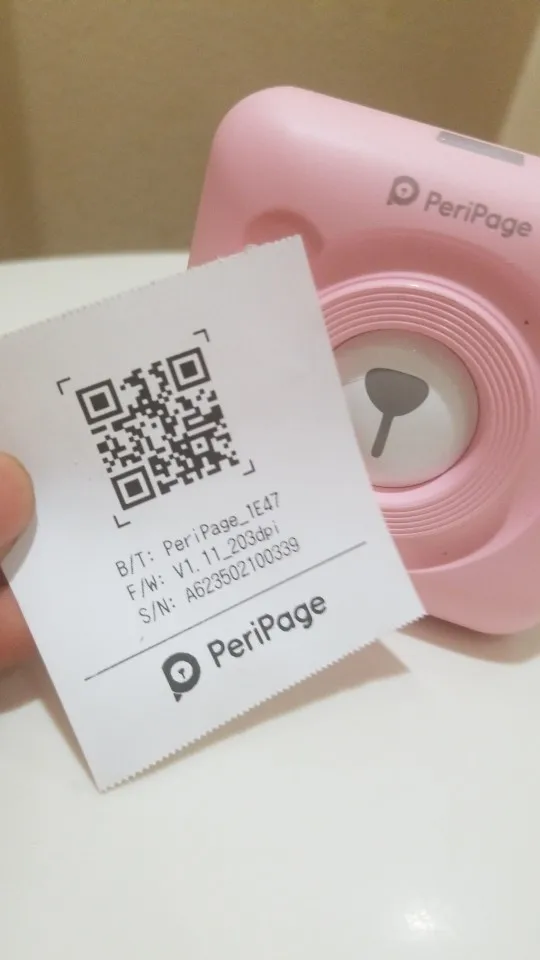 PeriPage
B/T: PeriPage_1E47
F/W: V1.11_203dpi
S/N: A623502100339
PeriPage